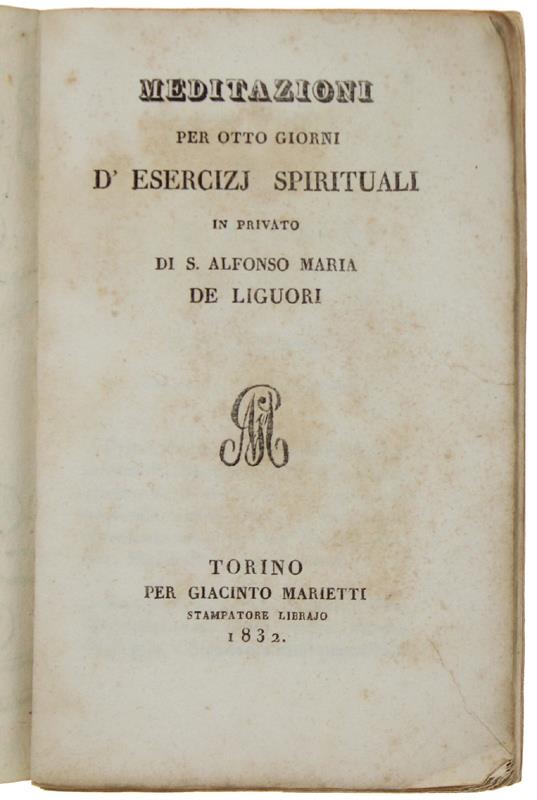 MEDITAZIONI
PER OTTO GIORNI
D' ESERCIZJ SPIRITUALI
IN PRIVATO
DI S. ALFONSO MARIA
DE LIGUORI
TORINO
PER GIACINTO MARIETTI
STAMPATORE LIBRAJO
1832.